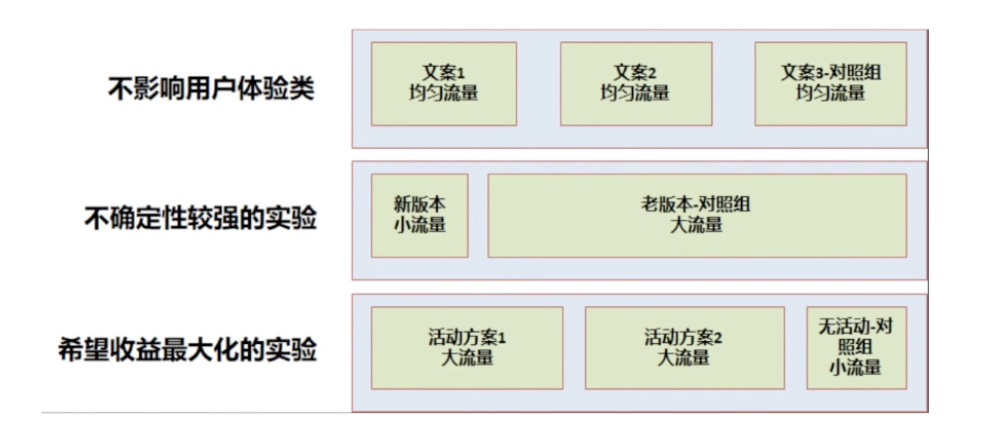 不影响用户体验类
文案1
均匀流量
文案2
均匀流量
文案3-对照组
均匀流量
不确定性较强的实验
新版本
小流量
老版本-对照组
大流量
希望收益最大化的实验
活动方案1
大流量
活动方案2
大流量
无活动-对
照组
小流量